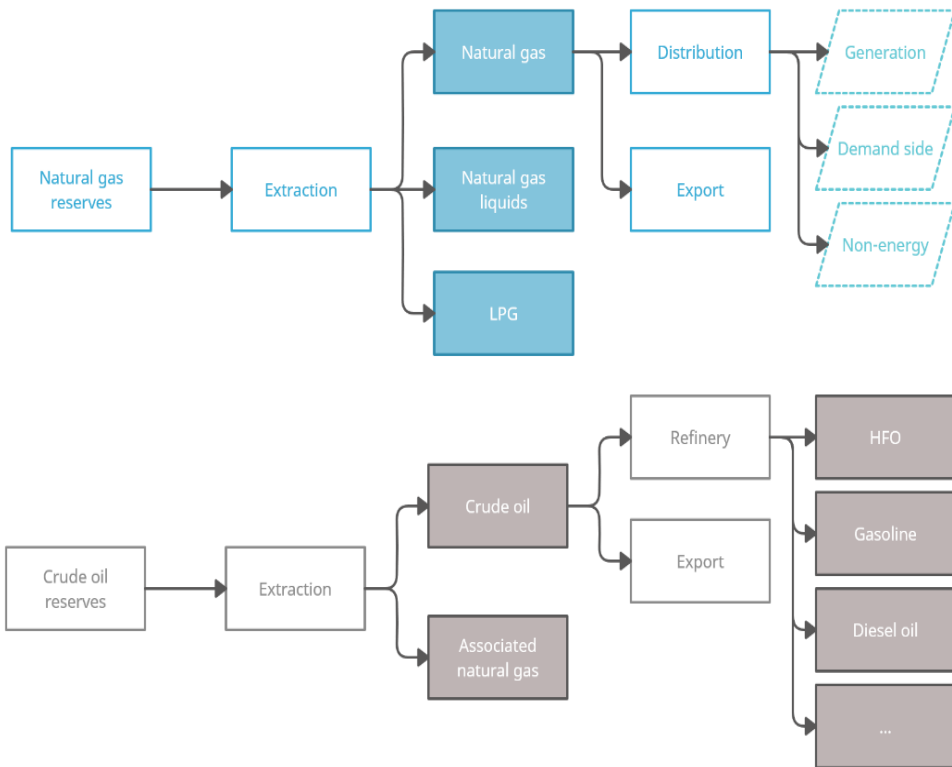 Natural gas
Distribution
Generation
Natural gas
reserves
Extraction
Natural gas
liquids
Export
Demand side
Non-energy
LPG
Crude oil
reserves
Extraction
Crude oil
Associated
natural gas
Refinery
Export
HFO
Gasoline
Diesel oil
...